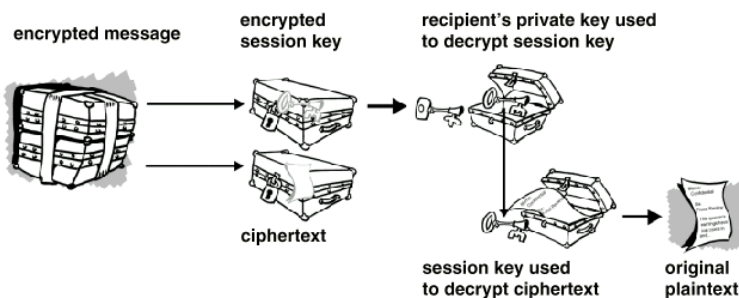 encrypted message
encrypted
session key
recipient's private key used
to decrypt session key
ciphertext
session key used
to decrypt ciphertext
original
plaintext
Confidential